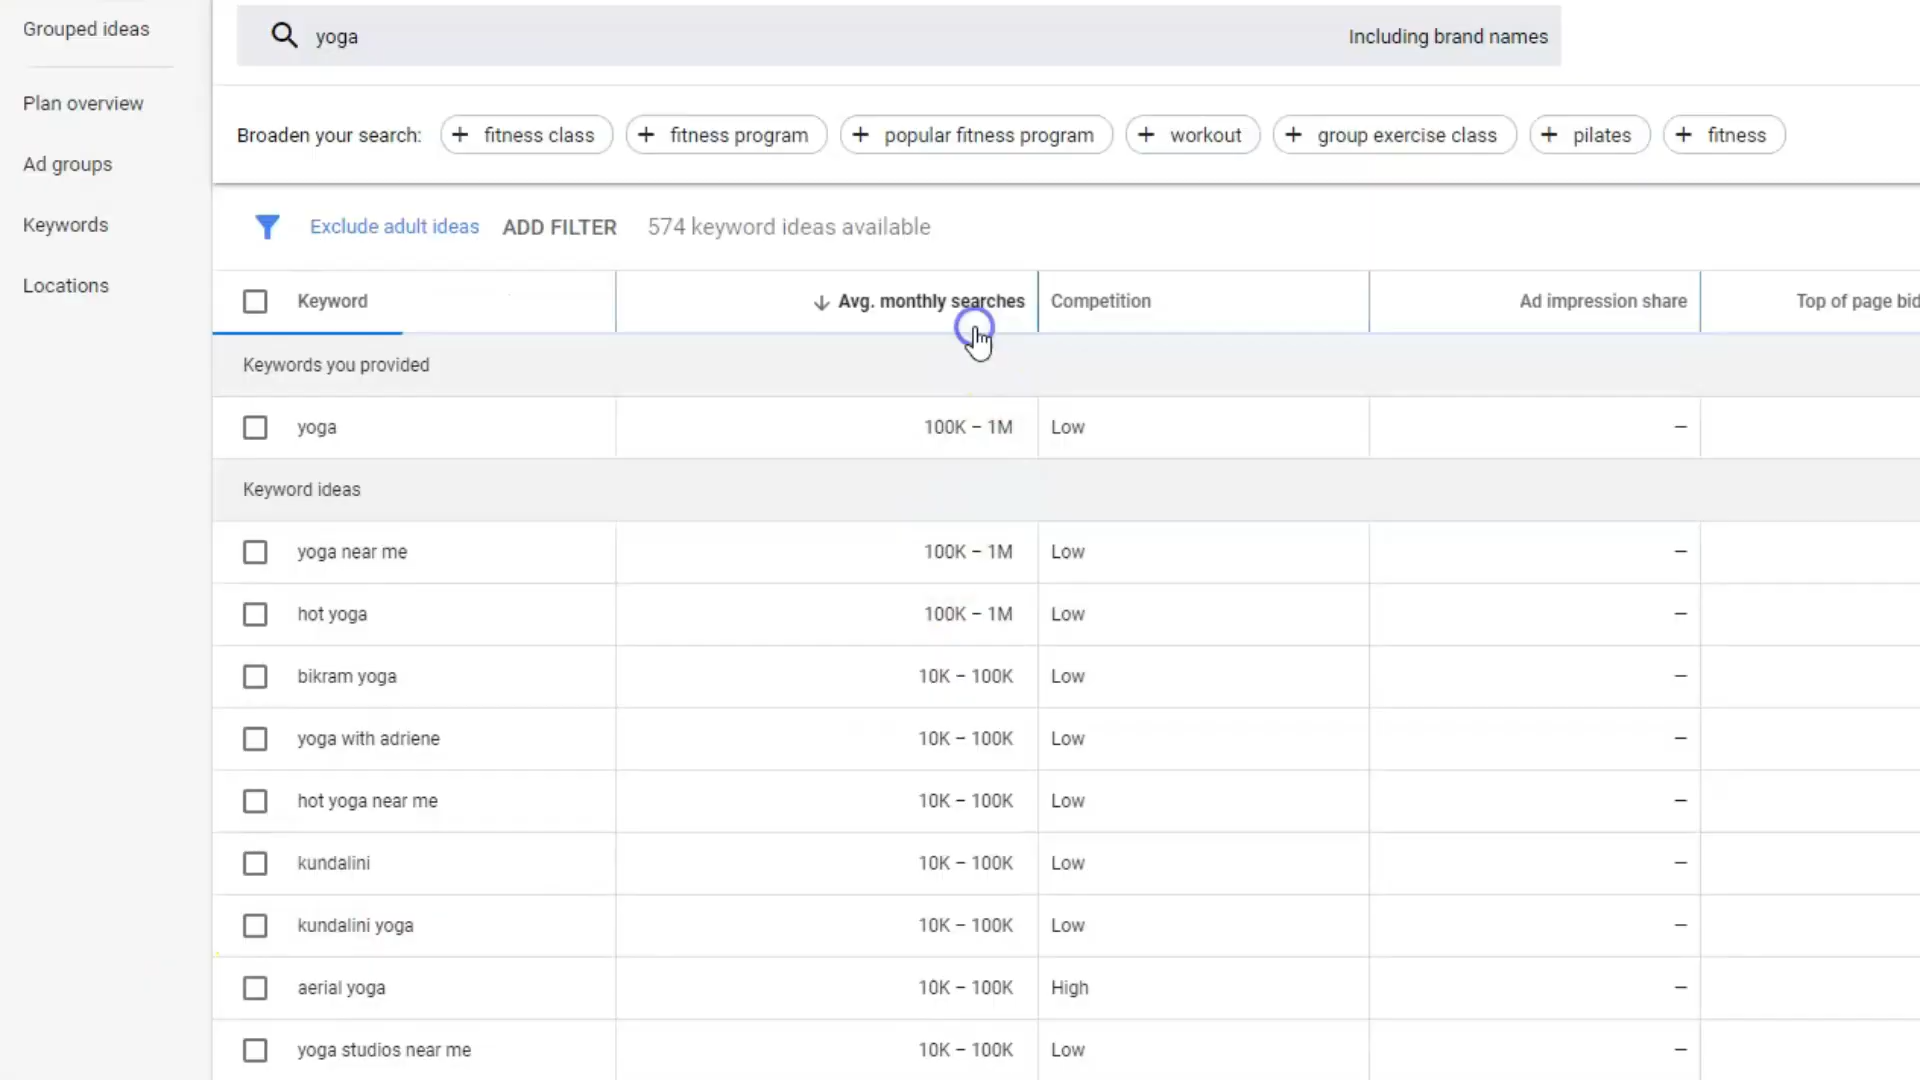 Grouped ideas
Plan overview
Ad groups
Keywords
Locations
yoga Including brand names
Broaden your search: + fitness class + fitness program + popular fitness program + workout + group exercise class + pilates + fitness
Exclude adult ideas ADD FILTER 574 keyword ideas available
Keyword ↓ Avg. monthly searches Competition Ad impression share Top of page bid
Keywords you provided
yoga 100K – 1M Low –
Keyword ideas
yoga near me 100K – 1M Low –
hot yoga 100K – 1M Low –
bikram yoga 10K – 100K Low –
yoga with adriene 10K – 100K Low –
hot yoga near me 10K – 100K Low –
kundalini 10K – 100K Low –
kundalini yoga 10K – 100K Low –
aerial yoga 10K – 100K High –
yoga studios near me 10K – 100K Low –